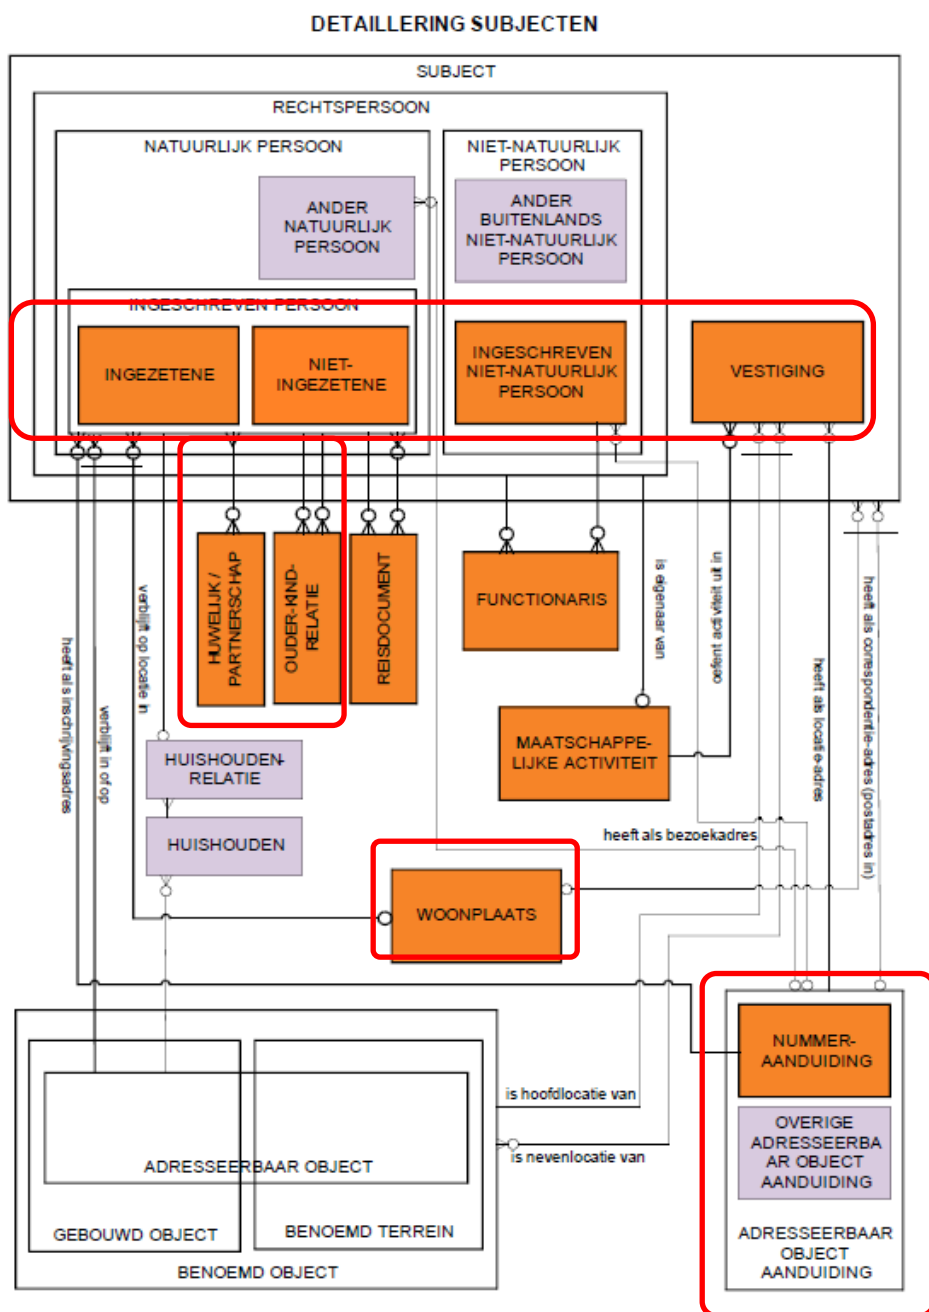 DETAILLERING SUBJECTEN
SUBJECT
RECHTSPERSOON
NATUURLIJK PERSOON
NIET-NATUURLIJK
PERSOON
ANDER
NATUURLIJK
PERSOON
ANDER
BUITENLANDS
NIET-NATUURLIJK
PERSOON
INGESCHREVEN PERSOON
INGEZETENE
NIET-
INGEZETENE
INGESCHREVEN
NIET-NATUURLIJK
PERSOON
VESTIGING
HUWELIJK /
PARTNERSCHAP
OUDER-KIND-
RELATIE
REISDOCUMENT
FUNCTIONARIS
is eigenaar van
oefent activiteit uit in
heeft als locatie-adres
heeft als correspondentie-adres (postadres in)
heeft als inschrijvingsadres
verblijft in of op
verblijft op locatie in
MAATSCHAPPE-
LIJKE ACTIVITEIT
HUISHOUDEN-
RELATIE
HUISHOUDEN
heeft als bezoekadres
WOONPLAATS
NUMMER-
AANDUIDING
OVERIGE
ADRESSEERBA
AR OBJECT
AANDUIDING
ADRESSEERBAAR
OBJECT
AANDUIDING
is hoofdlocatie van
is nevenlocatie van
ADRESSEERBAAR OBJECT
GEBOUWD OBJECT
BENOEMD TERREIN
BENOEMD OBJECT